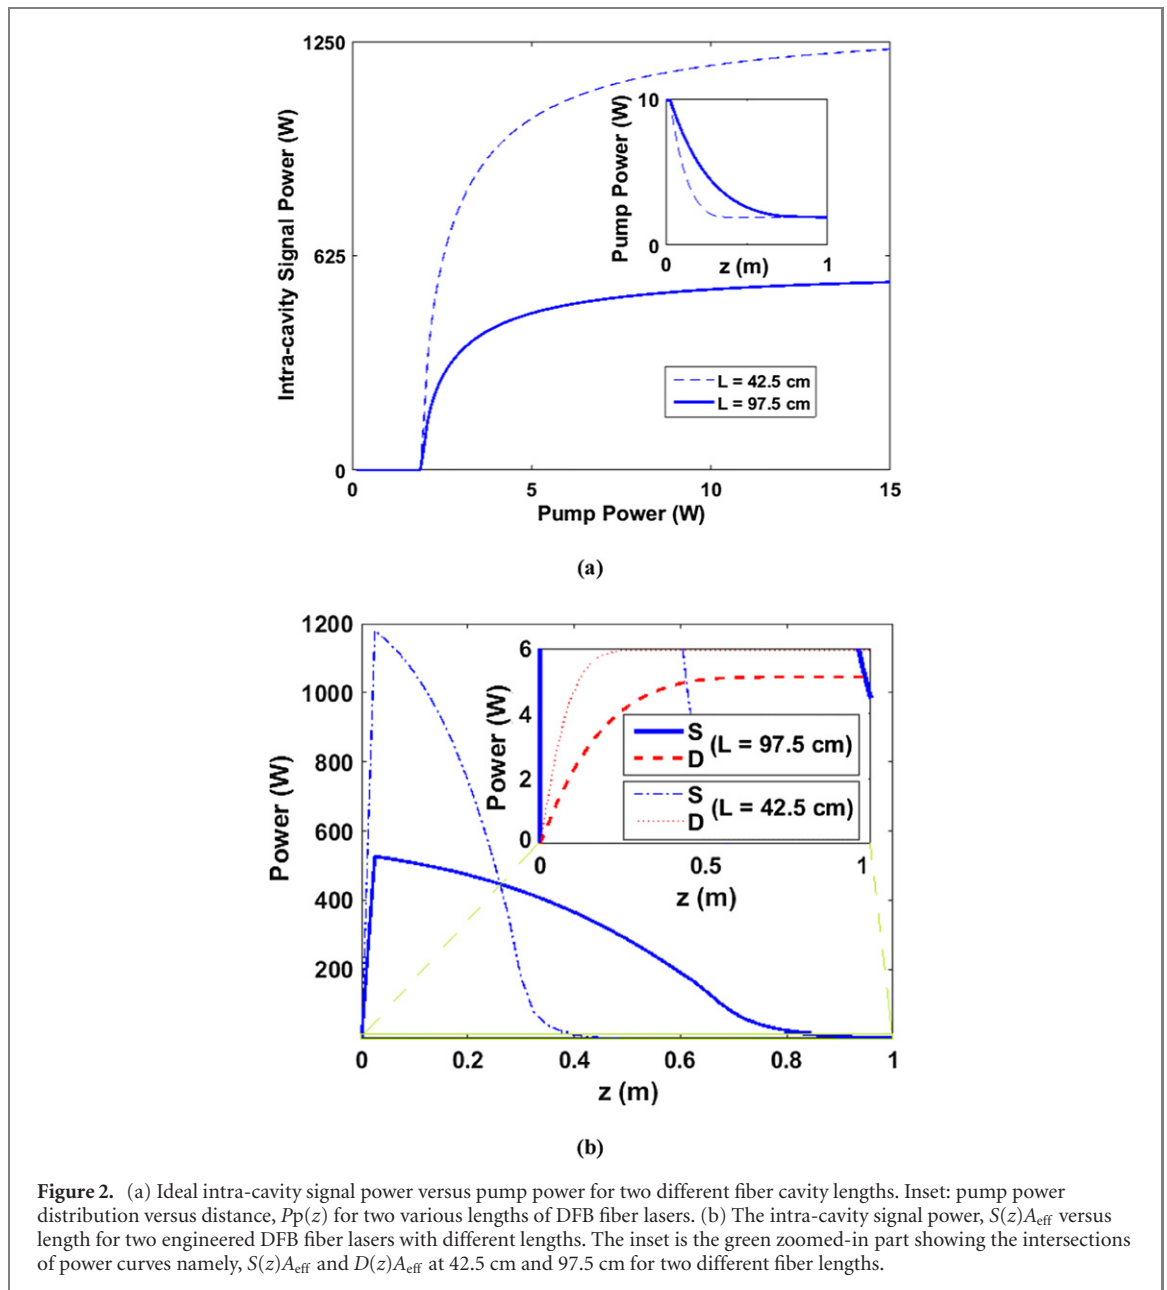 1250
625
0
Intra-cavity Signal Power (W)
0
5
10
15
Pump Power (W)
10
0
Pump Power (W)
0
1
z (m)
L = 42.5 cm
L = 97.5 cm
(a)
1200
1000
800
600
400
200
Power (W)
0
0.2
0.4
0.6
0.8
1
z (m)
6
4
2
0
Power (W)
0
0.5
1
z (m)
S
D
(L = 97.5 cm)
S
D
(L = 42.5 cm)
(b)
Figure 2. (a) Ideal intra-cavity signal power versus pump power for two different fiber cavity lengths. Inset: pump power
distribution versus distance, Pp(z) for two various lengths of DFB fiber lasers. (b) The intra-cavity signal power, S(z)A_eff versus
length for two engineered DFB fiber lasers with different lengths. The inset is the green zoomed-in part showing the intersections
of power curves namely, S(z)A_eff and D(z)A_eff at 42.5 cm and 97.5 cm for two different fiber lengths.